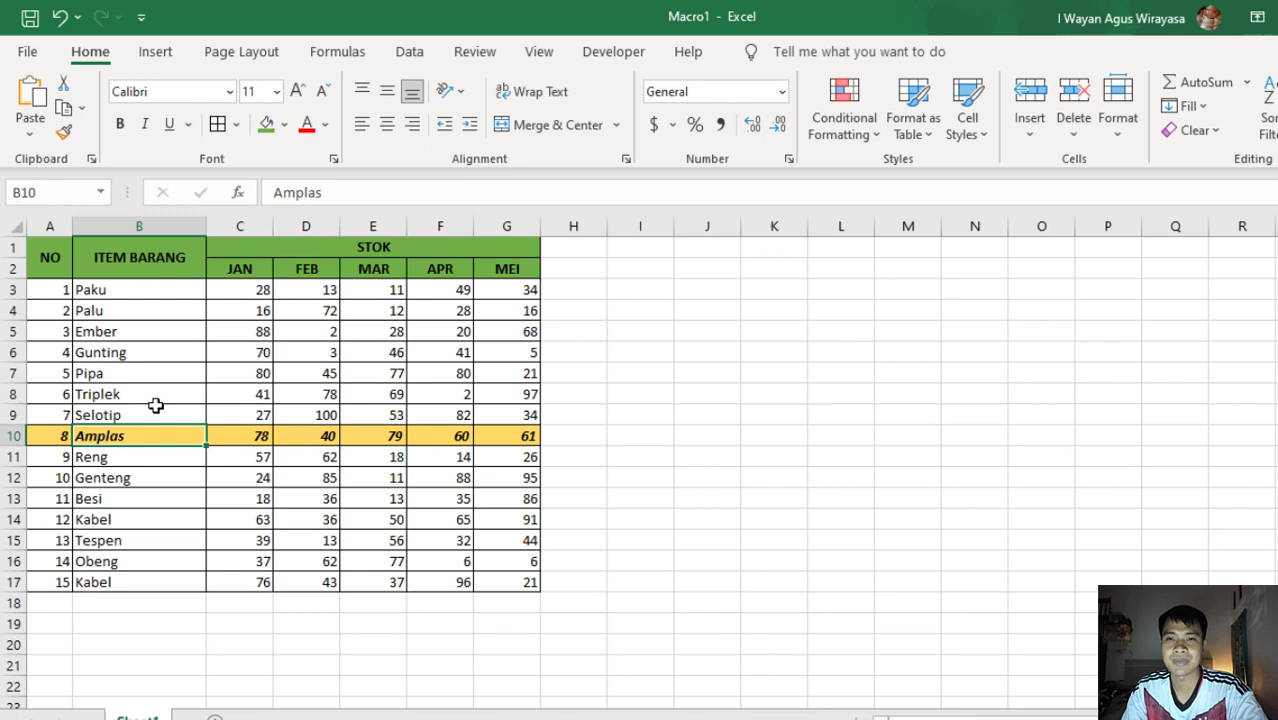 Macro1 - Excel
I Wayan Agus Wirayasa
File Home Insert Page Layout Formulas Data Review View Developer Help Tell me what you want to do
Paste
Calibri 11 A^ Aˇ
B I U A
Wrap Text
Merge & Center
General
$ % ,
Conditional Formatting
Format as Table
Cell Styles
Insert
Delete
Format
AutoSum
Fill
Clear
Clipboard Font Alignment Number Styles Cells Editing
B10 fx Amplas
A B C D E F G H I J K L M N O P Q R
1 NO ITEM BARANG STOK
2 JAN FEB MAR APR MEI
3 1 Paku 28 13 11 49 34
4 2 Palu 16 72 12 28 16
5 3 Ember 88 2 28 20 68
6 4 Gunting 70 3 46 41 5
7 5 Pipa 80 45 77 80 21
8 6 Triplek 41 78 69 2 97
9 7 Selotip 27 100 53 82 34
10 8 Amplas 78 40 79 60 61
11 9 Reng 57 62 18 14 26
12 10 Genteng 24 85 11 88 95
13 11 Besi 18 36 13 35 86
14 12 Kabel 63 36 50 65 91
15 13 Tespen 39 13 56 32 44
16 14 Obeng 37 62 77 6 6
17 15 Kabel 76 43 37 96 21
18
19
20
21
22
23
Sheet1